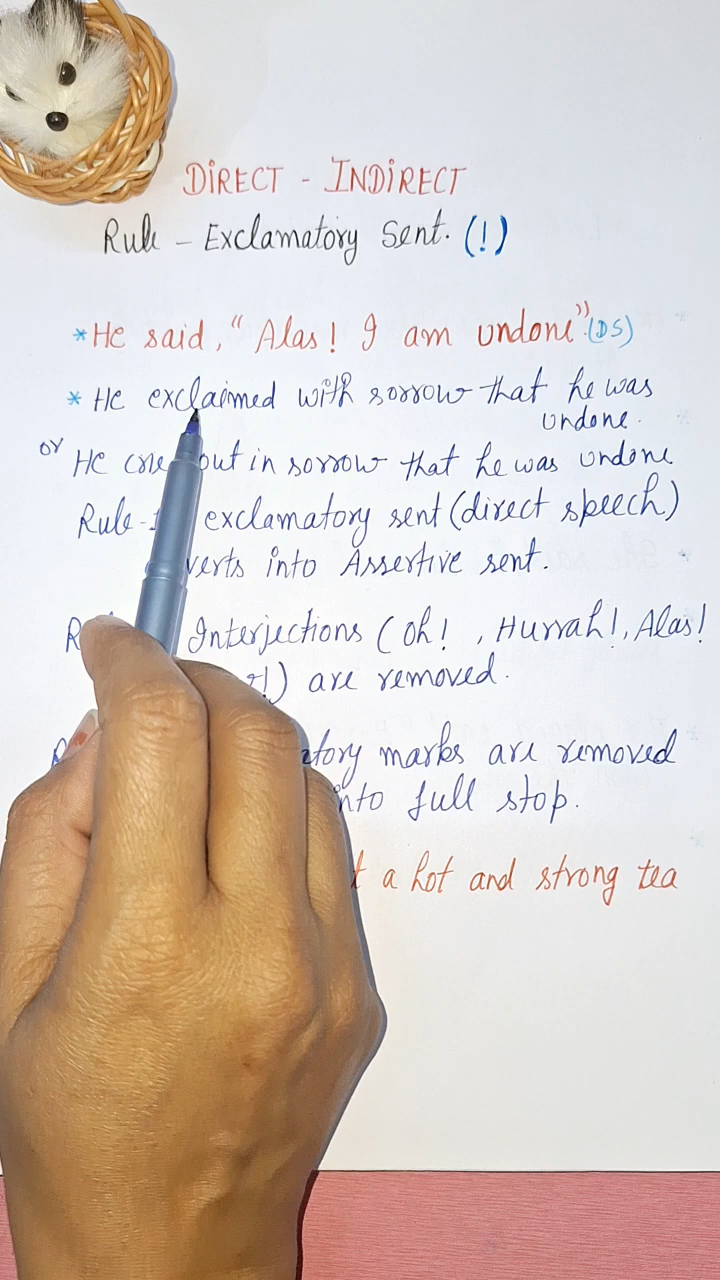 DIRECT - INDIRECT
Rule - Exclamatory Sent. (!)
* He said, "Alas! I am undone". (DS)
* He exclaimed with sorrow that he was
undone.
or He out in sorrow that he was undone
Rule- exclamatory sent (direct speech)
into Assertive sent.
Interjections (Oh! , Hurrah!, Alas!
are removed.
marks are removed
full stop.
a hot and strong tea